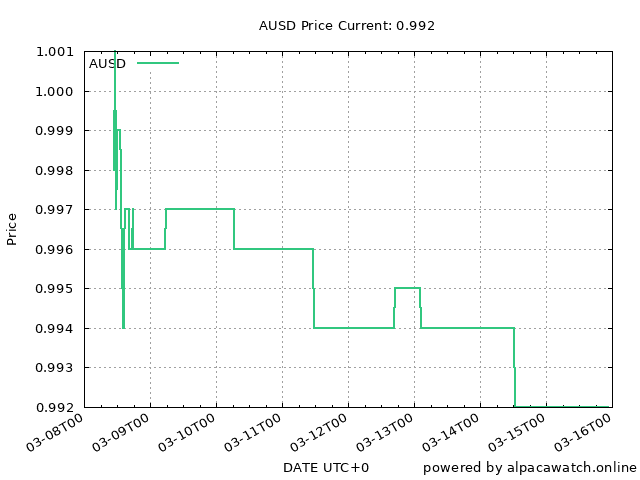 AUSD Price Current: 0.992
AUSD
1.001
1.000
0.999
0.998
0.997
0.996
0.995
0.994
0.993
0.992
Price
03-08T00
03-09T00
03-10T00
03-11T00
03-12T00
03-13T00
03-14T00
03-15T00
03-16T00
DATE UTC+0
powered by alpacawatch.online